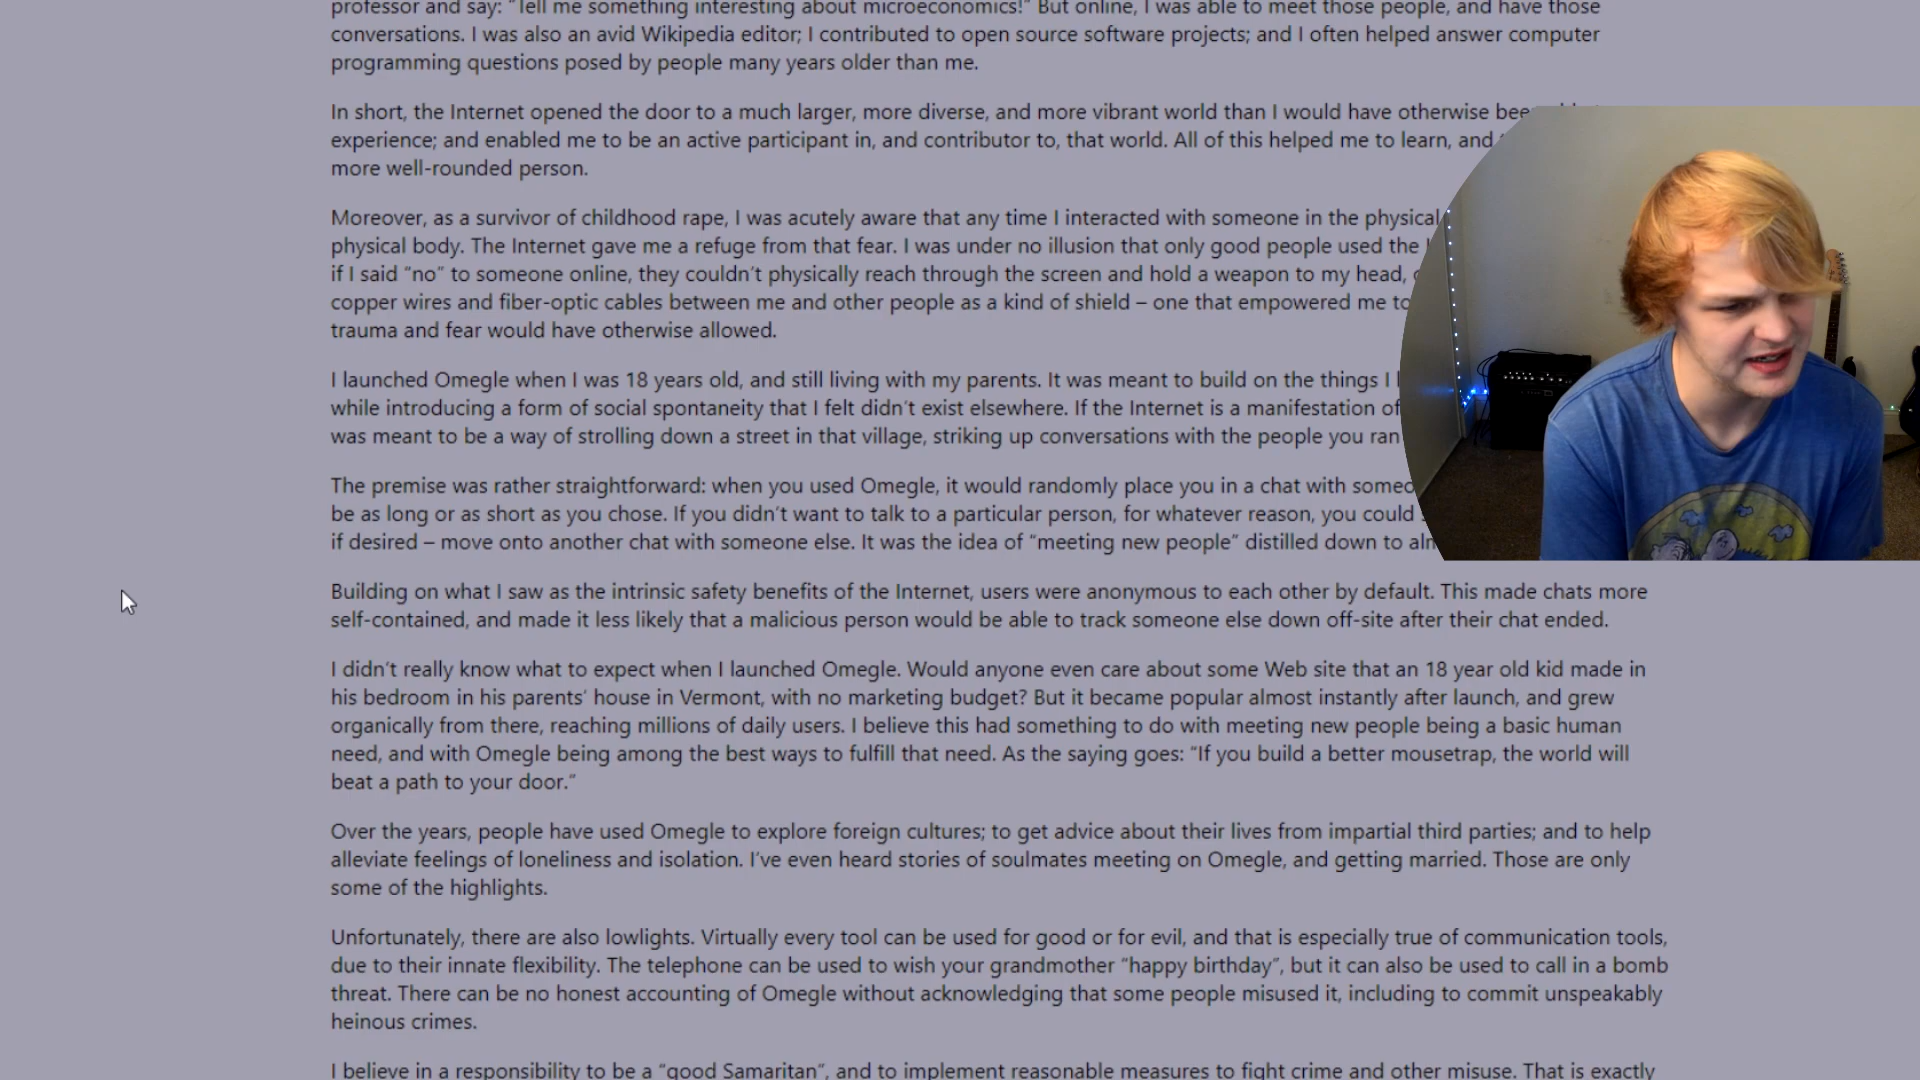 professor and say: “Tell me something interesting about microeconomics!” But online, I was able to meet those people, and have those
conversations. I was also an avid Wikipedia editor; I contributed to open source software projects; and I often helped answer computer
programming questions posed by people many years older than me.
In short, the Internet opened the door to a much larger, more diverse, and more vibrant world than I would have otherwise
experience; and enabled me to be an active participant in, and contributor to, that world. All of this helped me to learn, and
more well-rounded person.
Moreover, as a survivor of childhood rape, I was acutely aware that any time I interacted with someone in the physical
physical body. The Internet gave me a refuge from that fear. I was under no illusion that only good people used the
if I said “no” to someone online, they couldn’t physically reach through the screen and hold a weapon to my head,
copper wires and fiber-optic cables between me and other people as a kind of shield – one that empowered me to
trauma and fear would have otherwise allowed.
I launched Omegle when I was 18 years old, and still living with my parents. It was meant to build on the things I
while introducing a form of social spontaneity that I felt didn’t exist elsewhere. If the Internet is a manifestation of
was meant to be a way of strolling down a street in that village, striking up conversations with the people you ran
The premise was rather straightforward: when you used Omegle, it would randomly place you in a chat with
be as long or as short as you chose. If you didn’t want to talk to a particular person, for whatever reason, you could
if desired – move onto another chat with someone else. It was the idea of “meeting new people” distilled down to
Building on what I saw as the intrinsic safety benefits of the Internet, users were anonymous to each other by default. This made chats more
self-contained, and made it less likely that a malicious person would be able to track someone else down off-site after their chat ended.
I didn’t really know what to expect when I launched Omegle. Would anyone even care about some Web site that an 18 year old kid made in
his bedroom in his parents’ house in Vermont, with no marketing budget? But it became popular almost instantly after launch, and grew
organically from there, reaching millions of daily users. I believe this had something to do with meeting new people being a basic human
need, and with Omegle being among the best ways to fulfill that need. As the saying goes: “If you build a better mousetrap, the world will
beat a path to your door.”
Over the years, people have used Omegle to explore foreign cultures; to get advice about their lives from impartial third parties; and to help
alleviate feelings of loneliness and isolation. I’ve even heard stories of soulmates meeting on Omegle, and getting married. Those are only
some of the highlights.
Unfortunately, there are also lowlights. Virtually every tool can be used for good or for evil, and that is especially true of communication tools,
due to their innate flexibility. The telephone can be used to wish your grandmother “happy birthday”, but it can also be used to call in a bomb
threat. There can be no honest accounting of Omegle without acknowledging that some people misused it, including to commit unspeakably
heinous crimes.
I believe in a responsibility to be a “good Samaritan”, and to implement reasonable measures to fight crime and other misuse. That is exactly